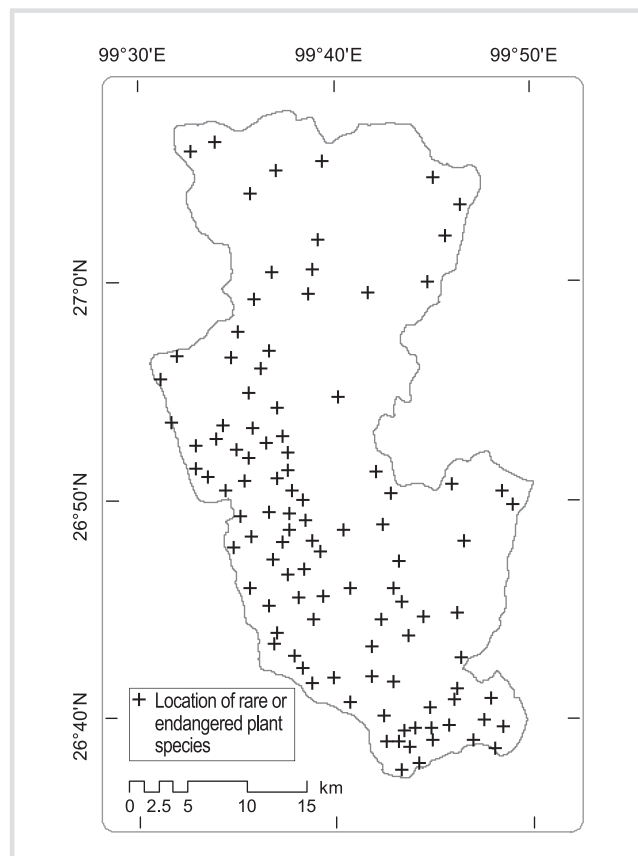 99°30'E 99°40'E 99°50'E
27°0'N
26°50'N
26°40'N
Location of rare or
endangered plant
species
km
0 2.5 5 10 15